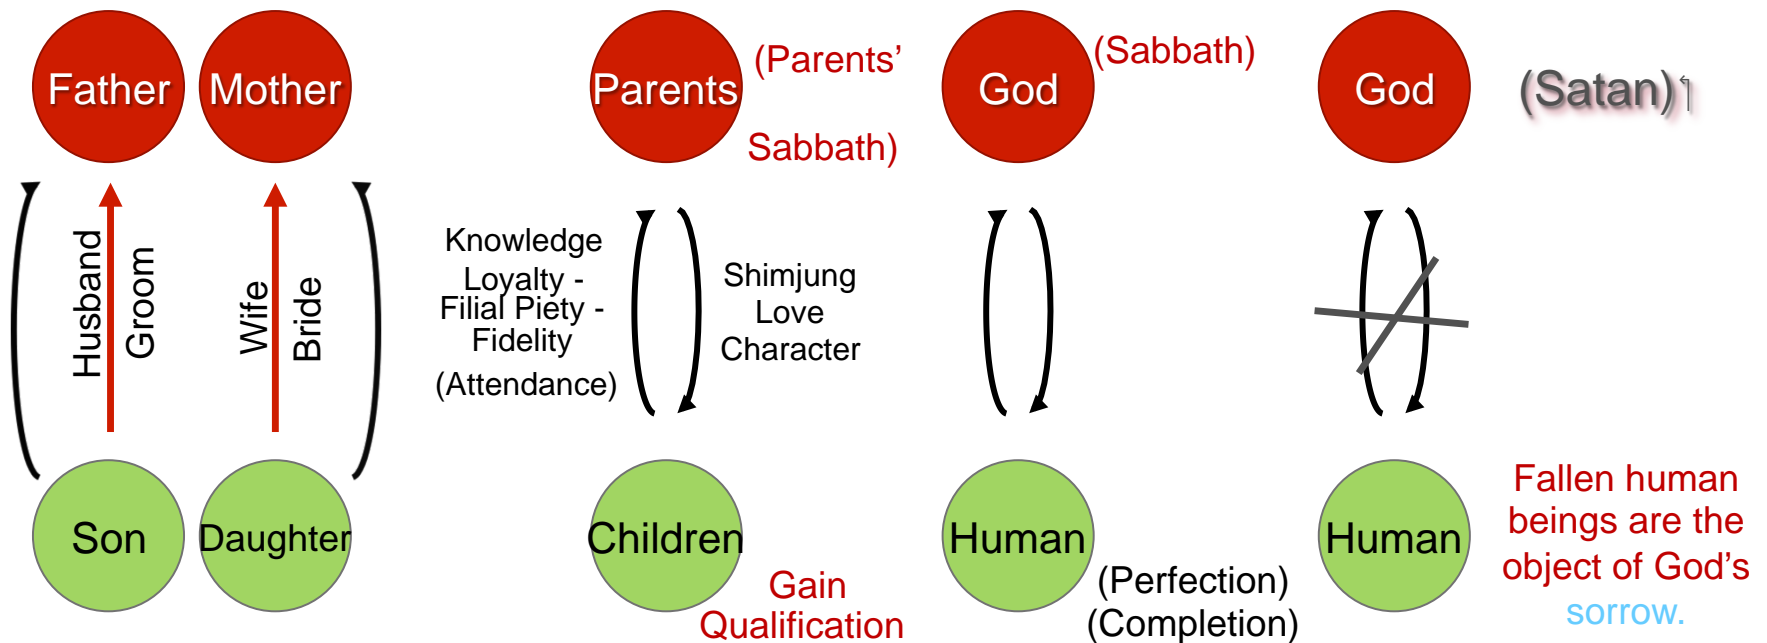 Father
Mother
Husband
Groom
Wife
Bride
Son
Daughter
Parents
(Parents’
Sabbath)
Knowledge
Loyalty -
Filial Piety -
Fidelity
(Attendance)
Shimjung
Love
Character
Children
Gain
Qualification
God
(Sabbath)
Human
(Perfection)
(Completion)
God
(Satan)
Human
Fallen human
beings are the
object of God’s
sorrow.